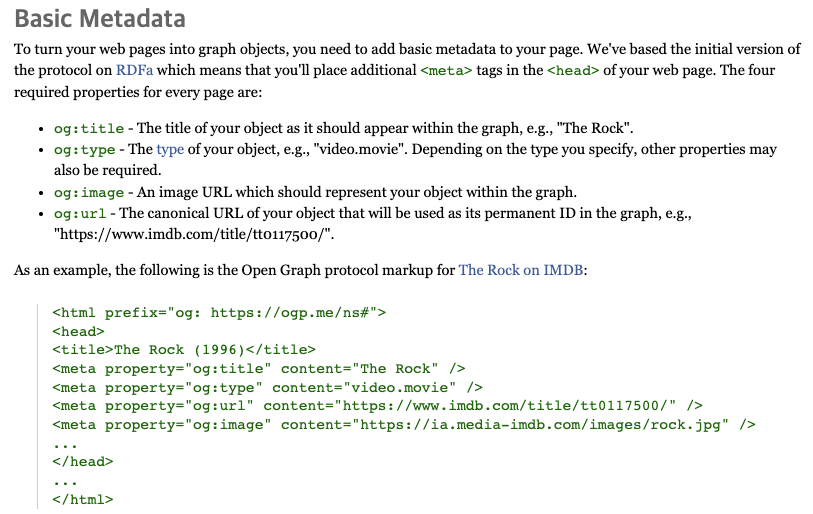 Basic Metadata
To turn your web pages into graph objects, you need to add basic metadata to your page. We've based the initial version of
the protocol on RDFa which means that you'll place additional <meta> tags in the <head> of your web page. The four
required properties for every page are:
• og:title - The title of your object as it should appear within the graph, e.g., "The Rock".
• og:type - The type of your object, e.g., "video.movie". Depending on the type you specify, other properties may
also be required.
• og:image - An image URL which should represent your object within the graph.
• og:url - The canonical URL of your object that will be used as its permanent ID in the graph, e.g.,
"https://www.imdb.com/title/tt0117500/".
As an example, the following is the Open Graph protocol markup for The Rock on IMDB:
<html prefix="og: https://ogp.me/ns#">
<head>
<title>The Rock (1996)</title>
<meta property="og:title" content="The Rock" />
<meta property="og:type" content="video.movie" />
<meta property="og:url" content="https://www.imdb.com/title/tt0117500/" />
<meta property="og:image" content="https://ia.media-imdb.com/images/rock.jpg" />
...
</head>
...
</html>